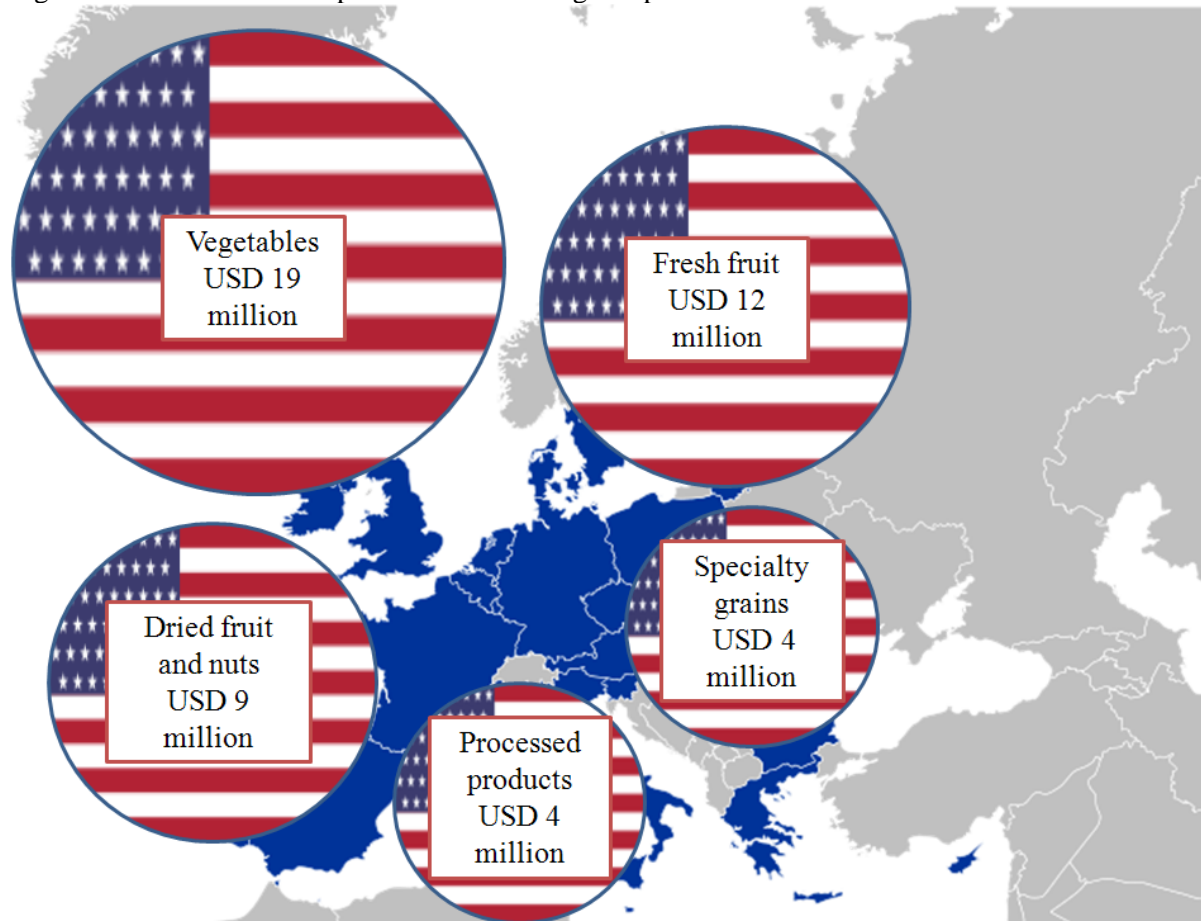 Vegetables
USD 19
million
Fresh fruit
USD 12
million
Specialty
grains
USD 4
million
Dried fruit
and nuts
USD 9
million
Processed
products
USD 4
million